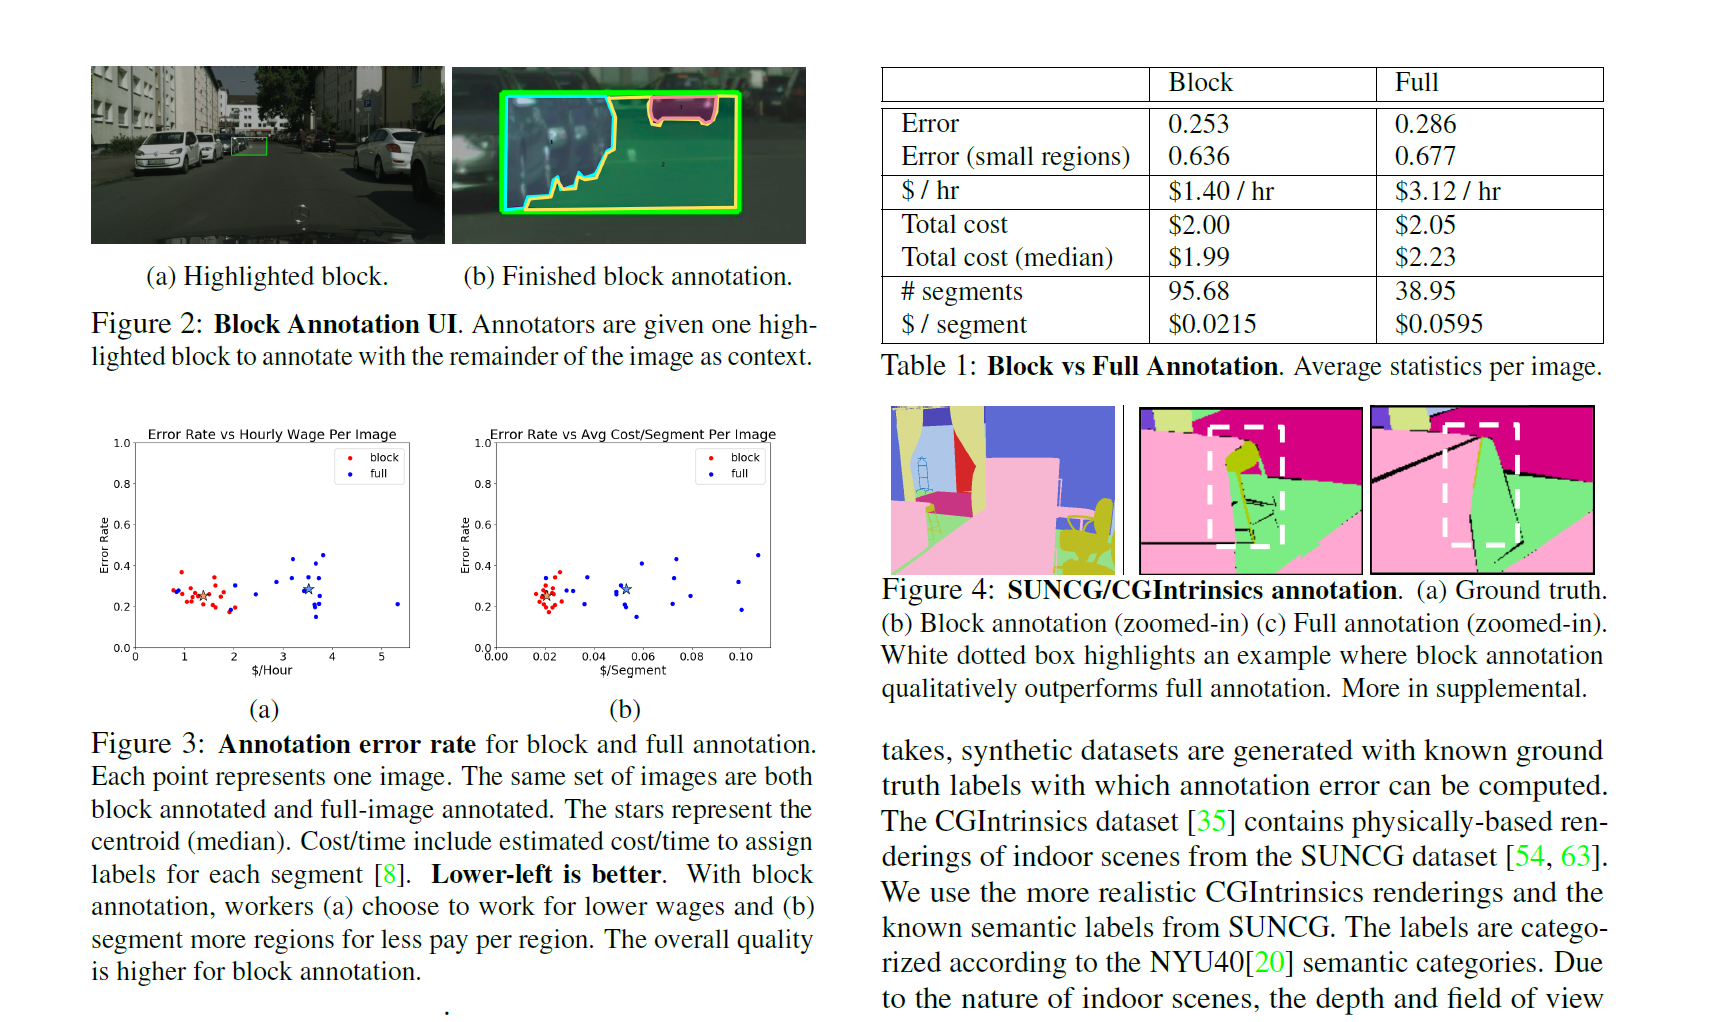 (a) Highlighted block.
(b) Finished block annotation.
Figure 2: Block Annotation UI. Annotators are given one high-
lighted block to annotate with the remainder of the image as context.
Error Rate vs Hourly Wage Per Image
1.0
0.8
0.6
0.4
0.2
0.0
Error Rate
block
full
0 1 2 3 4 5
$/Hour
(a)
Error Rate vs Avg Cost/Segment Per Image
1.0
0.8
0.6
0.4
0.2
0.0
Error Rate
block
full
0.00 0.02 0.04 0.06 0.08 0.10
$/Segment
(b)
Figure 3: Annotation error rate for block and full annotation.
Each point represents one image. The same set of images are both
block annotated and full-image annotated. The stars represent the
centroid (median). Cost/time include estimated cost/time to assign
labels for each segment [8]. Lower-left is better. With block
annotation, workers (a) choose to work for lower wages and (b)
segment more regions for less pay per region. The overall quality
is higher for block annotation.
.
Block Full
Error 0.253 0.286
Error (small regions) 0.636 0.677
$ / hr $1.40 / hr $3.12 / hr
Total cost $2.00 $2.05
Total cost (median) $1.99 $2.23
# segments 95.68 38.95
$ / segment $0.0215 $0.0595
Table 1: Block vs Full Annotation. Average statistics per image.
Figure 4: SUNCG/CGIntrinsics annotation. (a) Ground truth.
(b) Block annotation (zoomed-in) (c) Full annotation (zoomed-in).
White dotted box highlights an example where block annotation
qualitatively outperforms full annotation. More in supplemental.
takes, synthetic datasets are generated with known ground
truth labels with which annotation error can be computed.
The CGIntrinsics dataset [35] contains physically-based ren-
derings of indoor scenes from the SUNCG dataset [54, 63].
We use the more realistic CGIntrinsics renderings and the
known semantic labels from SUNCG. The labels are catego-
rized according to the NYU40[20] semantic categories. Due
to the nature of indoor scenes, the depth and field of view